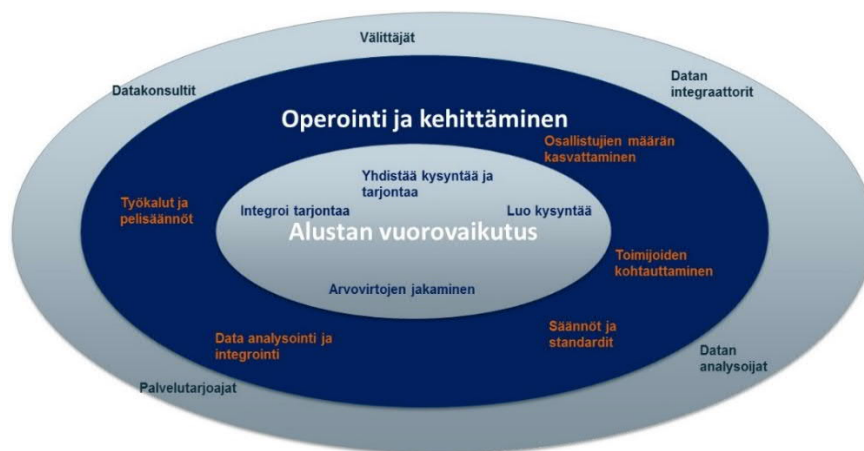 Välittäjät
Datakonsultit
Datan
integraattorit
Operointi ja kehittäminen
Osallistujien määrän
kasvattaminen
Yhdistää kysyntää ja
tarjontaa
Työkalut ja
pelisäännöt
Integroi tarjontaa
Luo kysyntää
Alustan vuorovaikutus
Toimijoiden
kohtauttaminen
Arvovirtojen jakaminen
Säännöt ja
standardit
Data analysointi ja
integrointi
Datan
analysoijat
Palvelutarjoajat